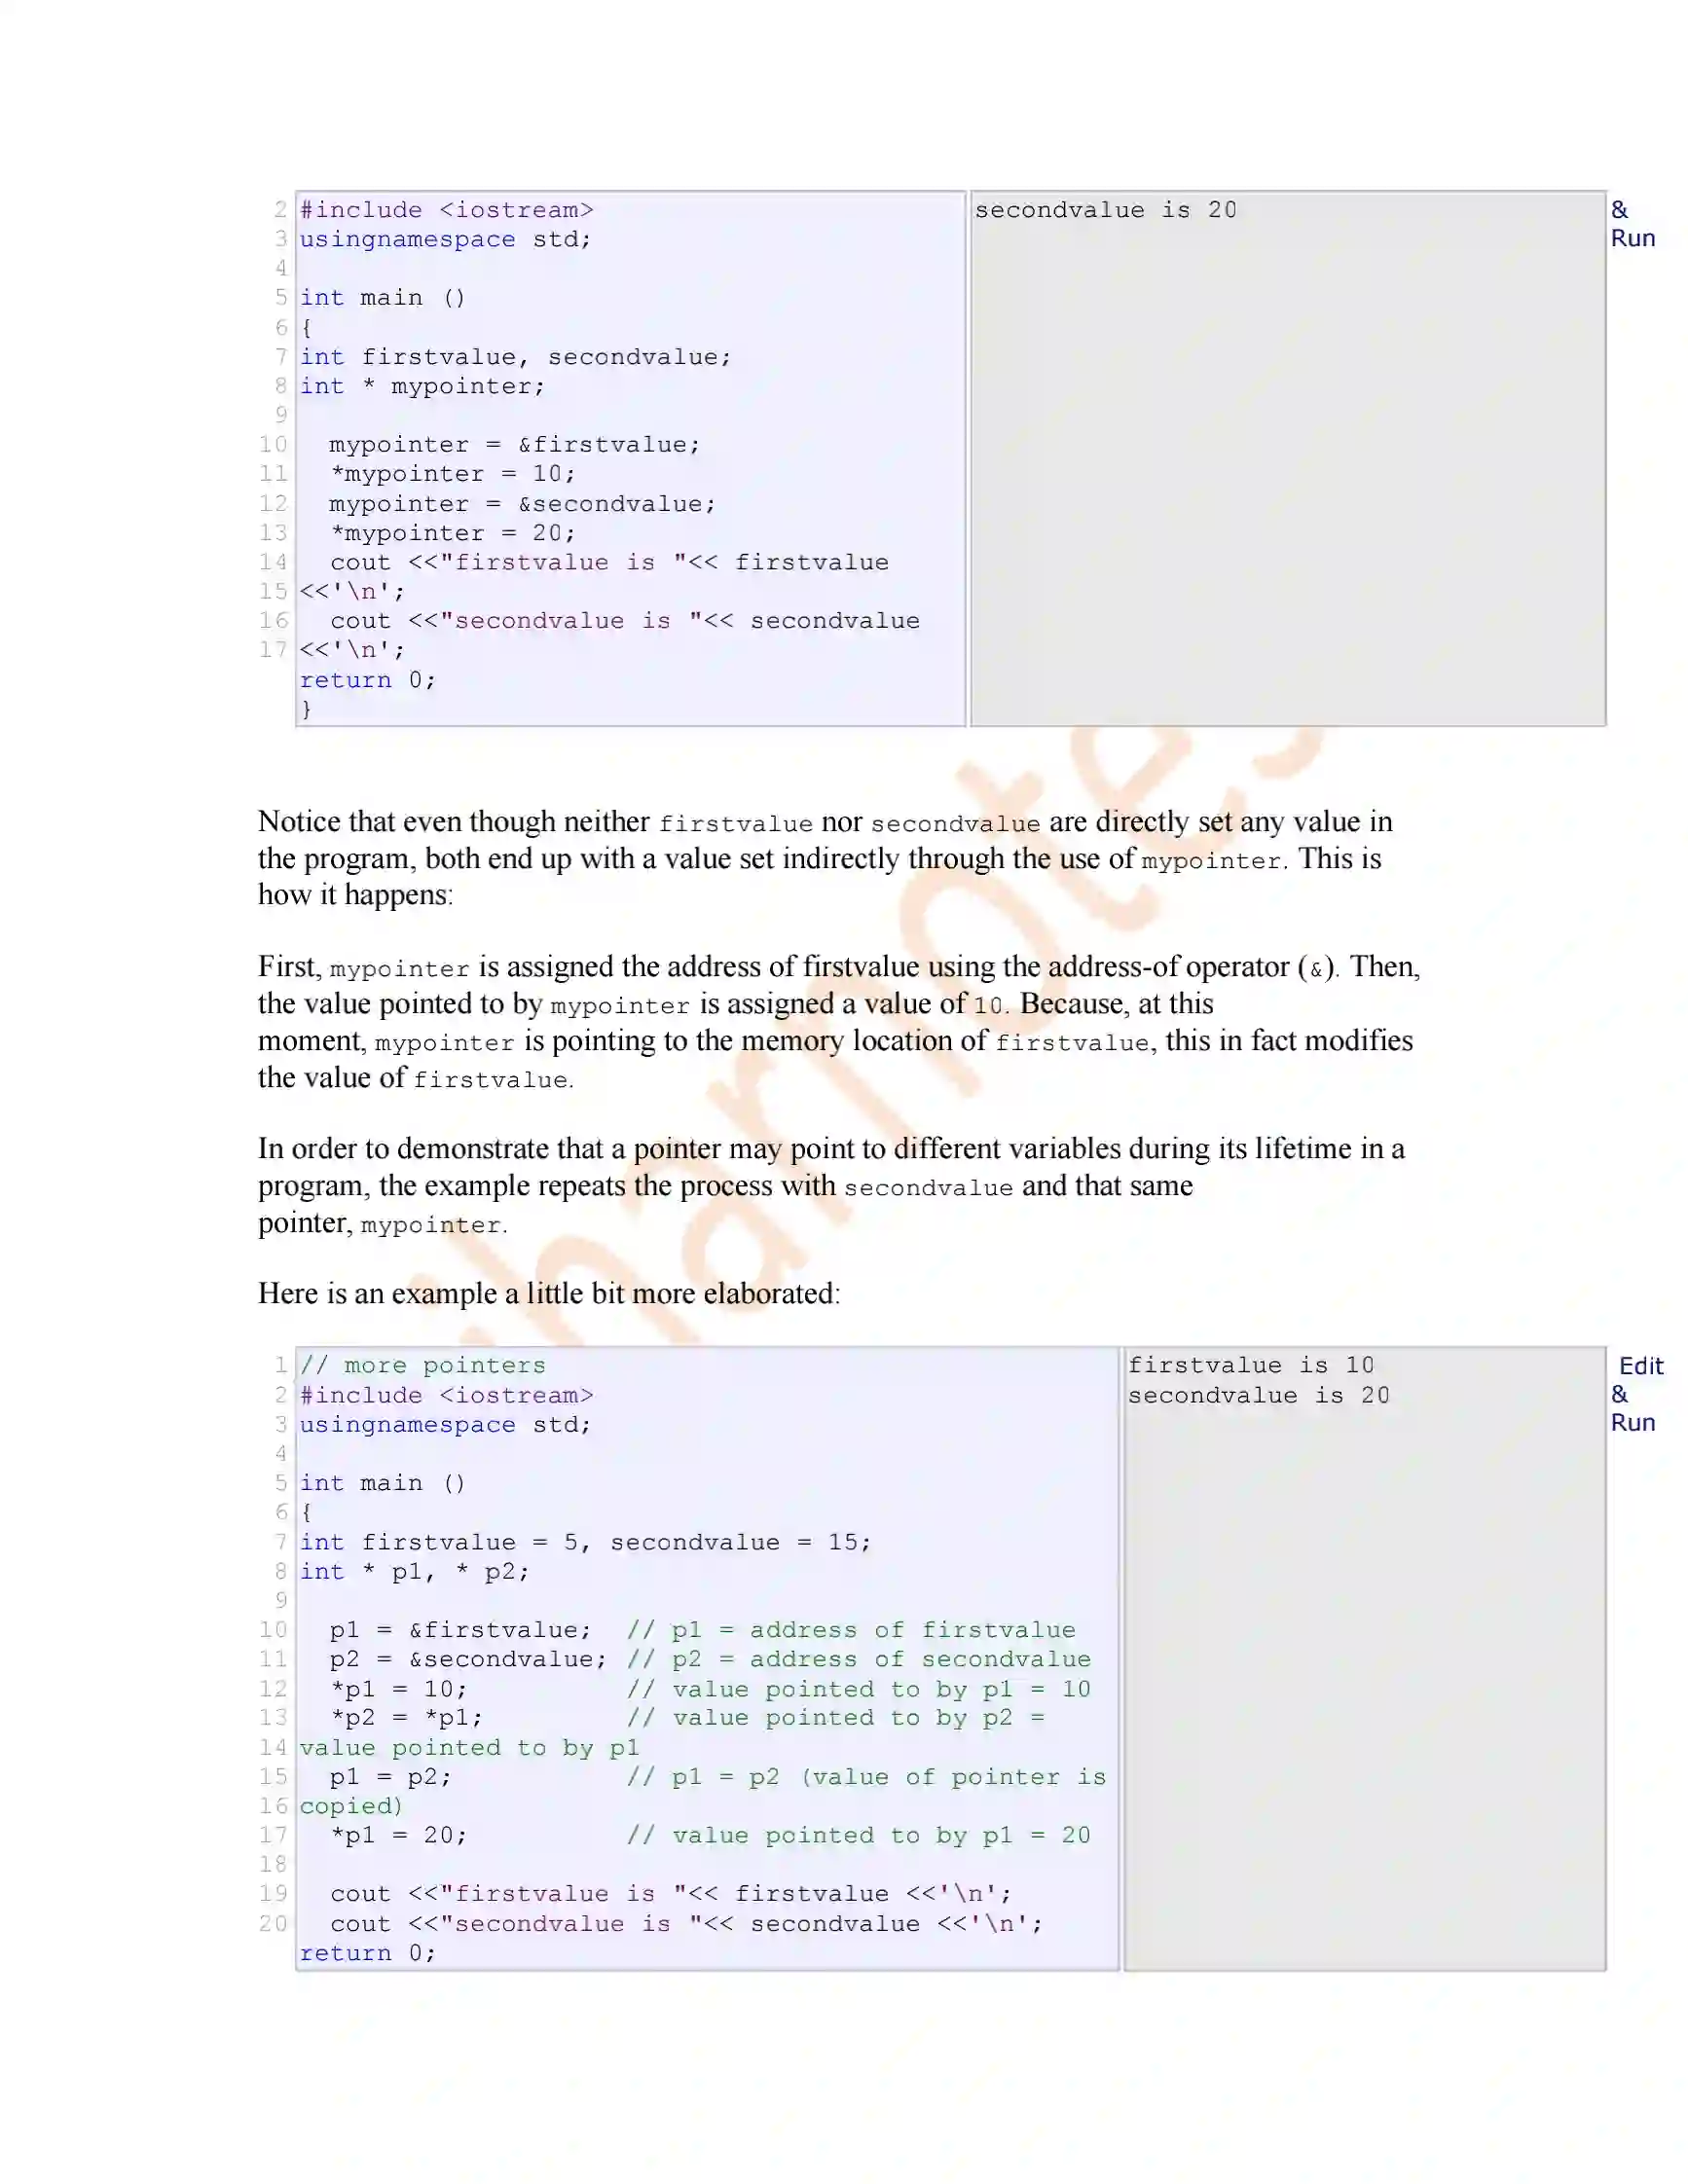 2 #include <iostream> secondvalue is 20 &
3 usingnamespace std; Run
4
5 int main ()
6 {
7 int firstvalue, secondvalue;
8 int * mypointer;
9
10 mypointer = &firstvalue;
11 *mypointer = 10;
12 mypointer = &secondvalue;
13 *mypointer = 20;
14 cout <<"firstvalue is "<< firstvalue
15 <<'\n';
16 cout <<"secondvalue is "<< secondvalue
17 <<'\n';
return 0;
}
Notice that even though neither firstvalue nor secondvalue are directly set any value in
the program, both end up with a value set indirectly through the use of mypointer. This is
how it happens:
First, mypointer is assigned the address of firstvalue using the address-of operator (&). Then,
the value pointed to by mypointer is assigned a value of 10. Because, at this
moment, mypointer is pointing to the memory location of firstvalue, this in fact modifies
the value of firstvalue.
In order to demonstrate that a pointer may point to different variables during its lifetime in a
program, the example repeats the process with secondvalue and that same
pointer, mypointer.
Here is an example a little bit more elaborated:
1 // more pointers firstvalue is 10 Edit
2 #include <iostream> secondvalue is 20 &
3 usingnamespace std; Run
4
5 int main ()
6 {
7 int firstvalue = 5, secondvalue = 15;
8 int * p1, * p2;
9
10 p1 = &firstvalue; // p1 = address of firstvalue
11 p2 = &secondvalue; // p2 = address of secondvalue
12 *p1 = 10; // value pointed to by p1 = 10
13 *p2 = *p1; // value pointed to by p2 =
14 value pointed to by p1
15 p1 = p2; // p1 = p2 (value of pointer is
16 copied)
17 *p1 = 20; // value pointed to by p1 = 20
18
19 cout <<"firstvalue is "<< firstvalue <<'\n';
20 cout <<"secondvalue is "<< secondvalue <<'\n';
return 0;